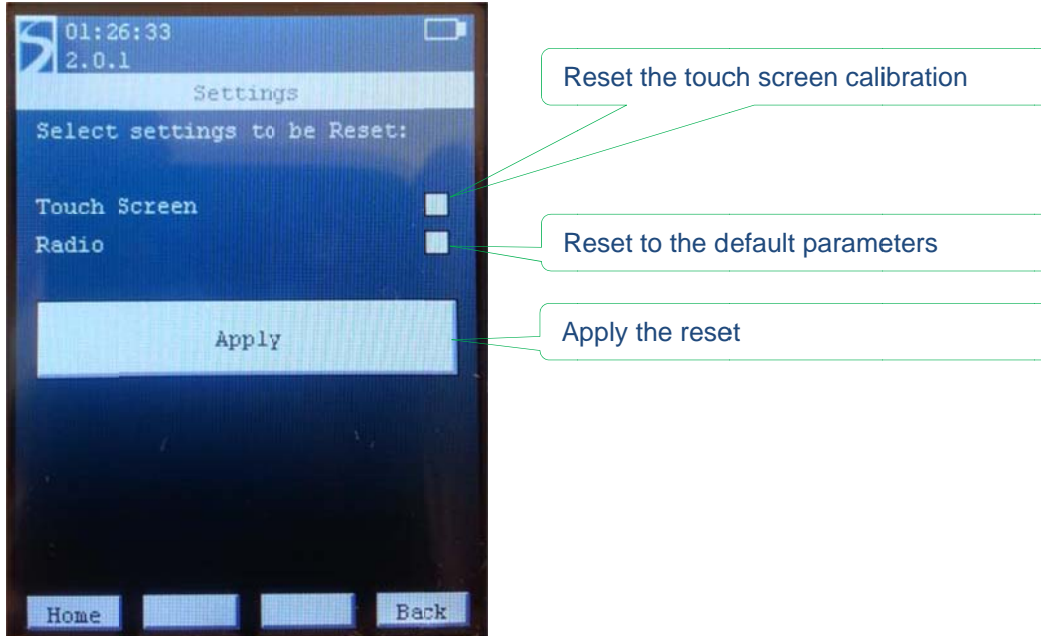 01:26:33
2.0.1
Settings
Select settings to be Reset:
Touch Screen
Radio
Apply
Home
Back
Reset the touch screen calibration
Reset to the default parameters
Apply the reset